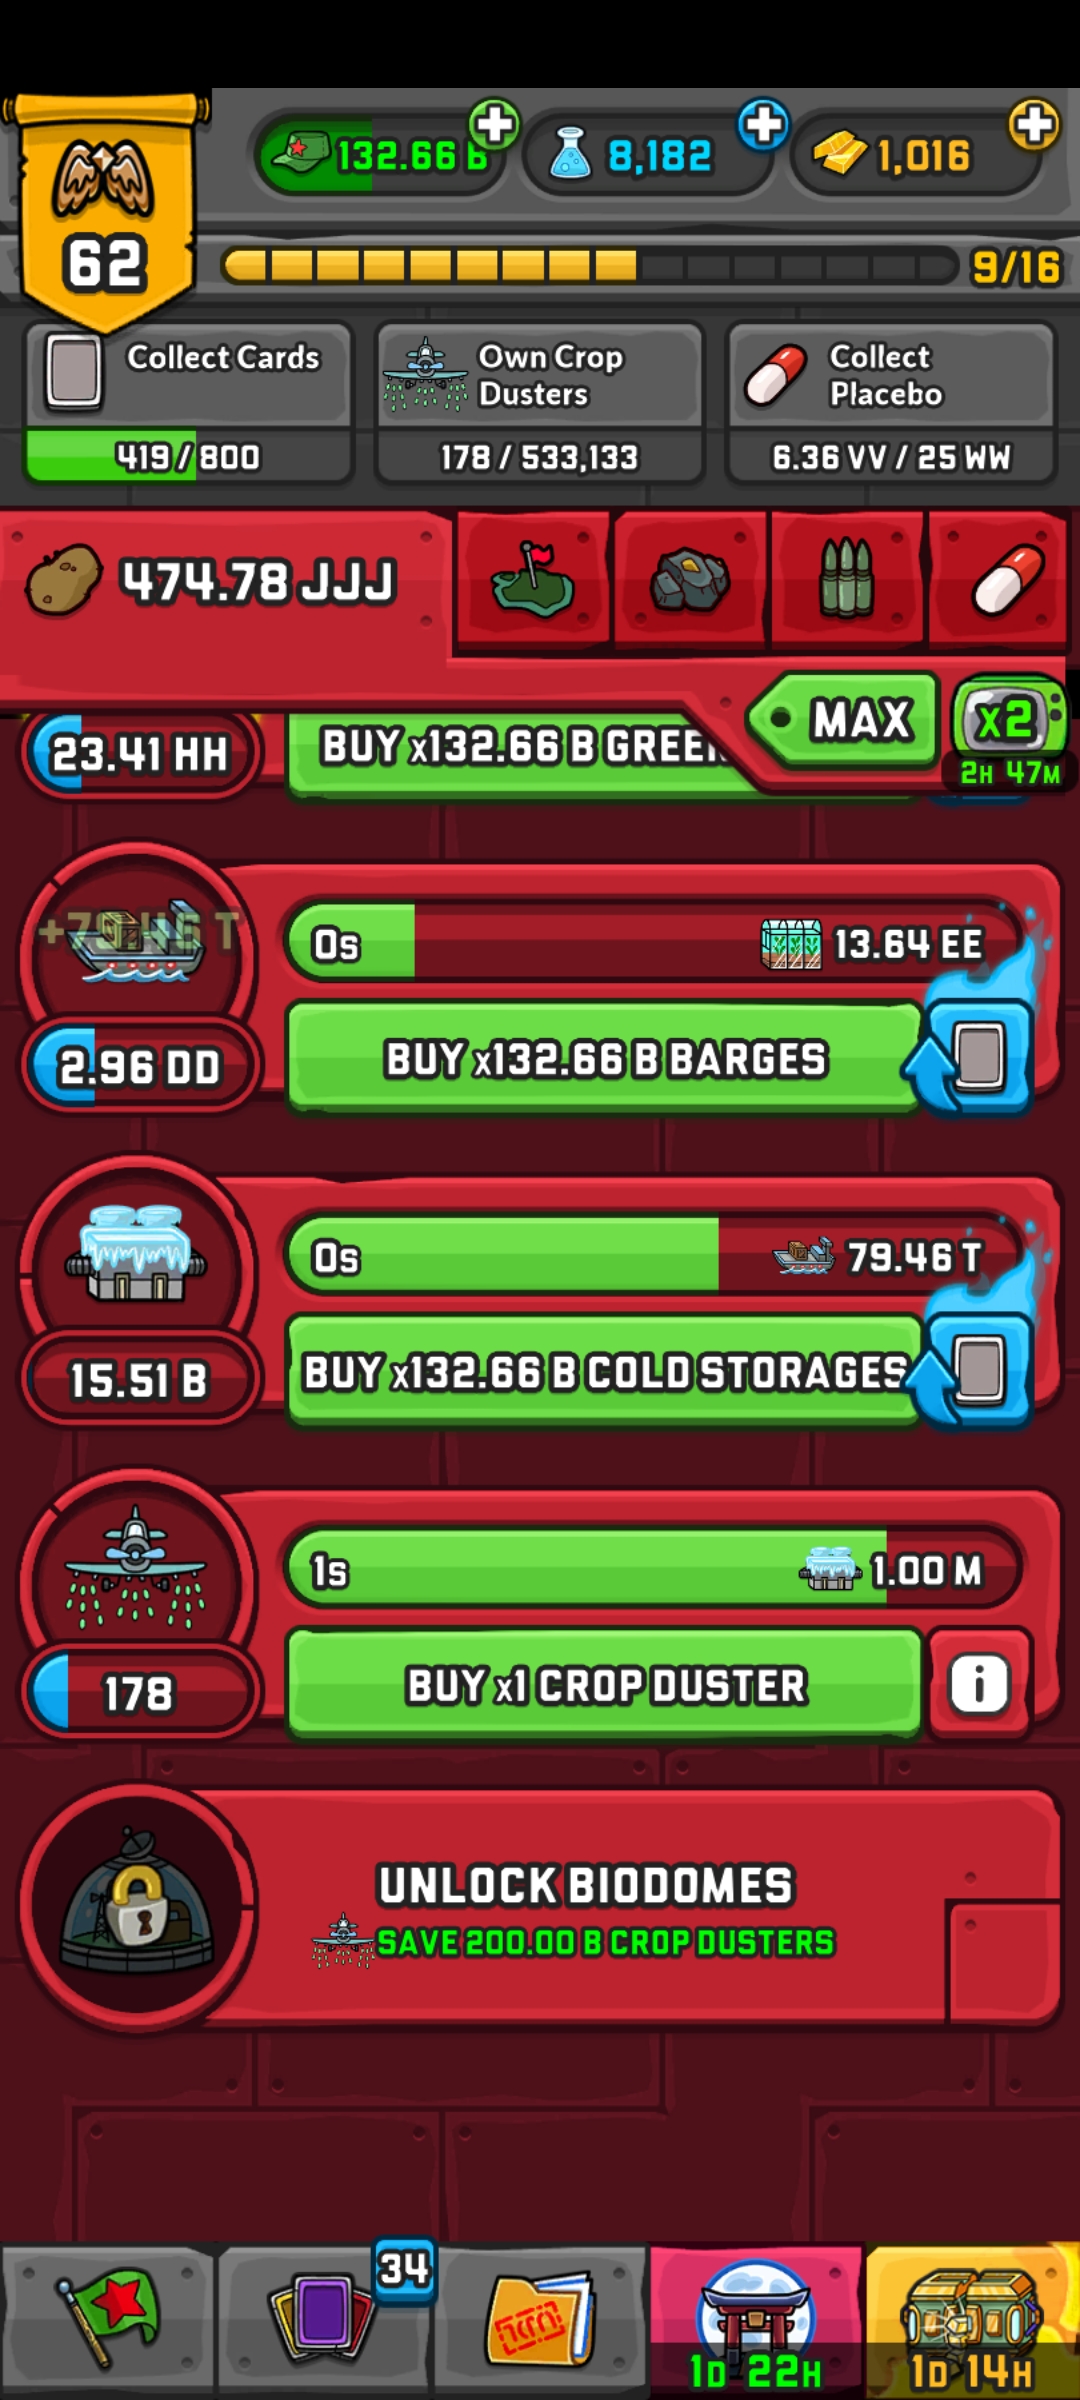 132.66 B
8,182
1,016
62
9/16
Collect Cards
419 / 800
Own Crop
Dusters
178 / 533,133
Collect
Placebo
6.36 VV / 25 WW
474.78 JJJ
MAX
x2
2H 47M
23.41 HH
BUY x132.66 B
0s
13.64 EE
2.96 DD
BUY x132.66 B BARGES
0s
79.46 T
15.51 B
BUY x132.66 B COLD STORAGES
1s
1.00 M
178
BUY x1 CROP DUSTER
i
UNLOCK BIODOMES
SAVE 200.00 B CROP DUSTERS
34
1D 22H
1D 14H